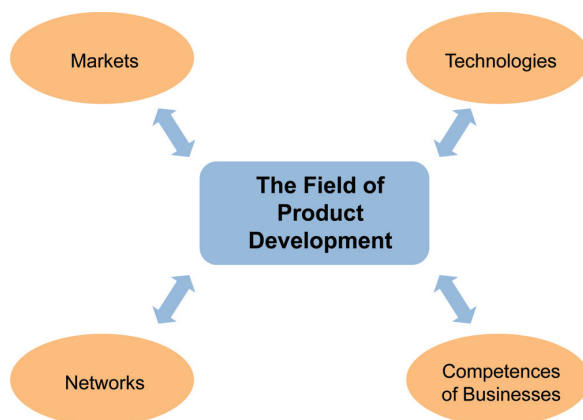 Markets
Technologies
The Field of
Product
Development
Networks
Competences
of Businesses